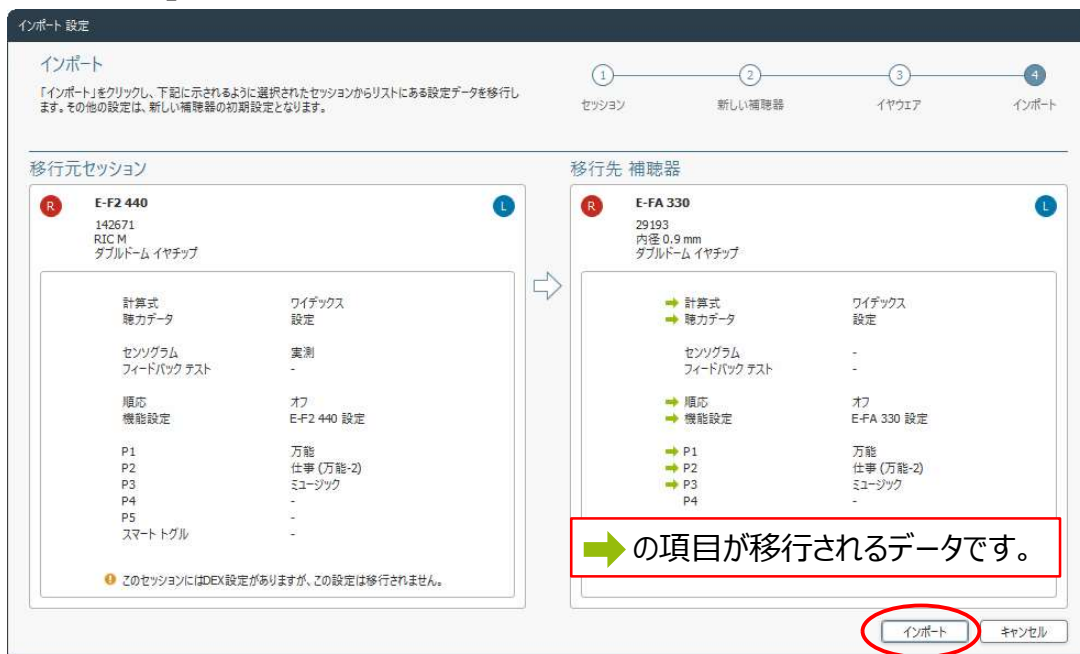 インポート 設定
インポート
「インポート」をクリックし、下記に示されるように選択されたセッションからリストにある設定データを移行し
ます。その他の設定は、新しい補聴器の初期設定となります。
1 2 3 4
セッション 新しい補聴器 イヤウエア インポート
移行元セッション
R E-F2 440 L
142671
RIC M
ダブルドーム イヤチップ
計算式 ワイデックス
聴力データ 設定
センソグラム 実測
フィードバック テスト -
順応 オフ
機能設定 E-F2 440 設定
P1 万能
P2 仕事 (万能-2)
P3 ミュージック
P4 -
P5 -
スマート トグル -
このセッションにはDEX設定がありますが、この設定は移行されません。
移行先 補聴器
R E-FA 330 L
29193
内径 0.9 mm
ダブルドーム イヤチップ
計算式 ワイデックス
聴力データ 設定
センソグラム -
フィードバック テスト -
順応 オフ
機能設定 E-FA 330 設定
P1 万能
P2 仕事 (万能-2)
P3 ミュージック
P4 -
の項目が移行されるデータです。
インポート キャンセル